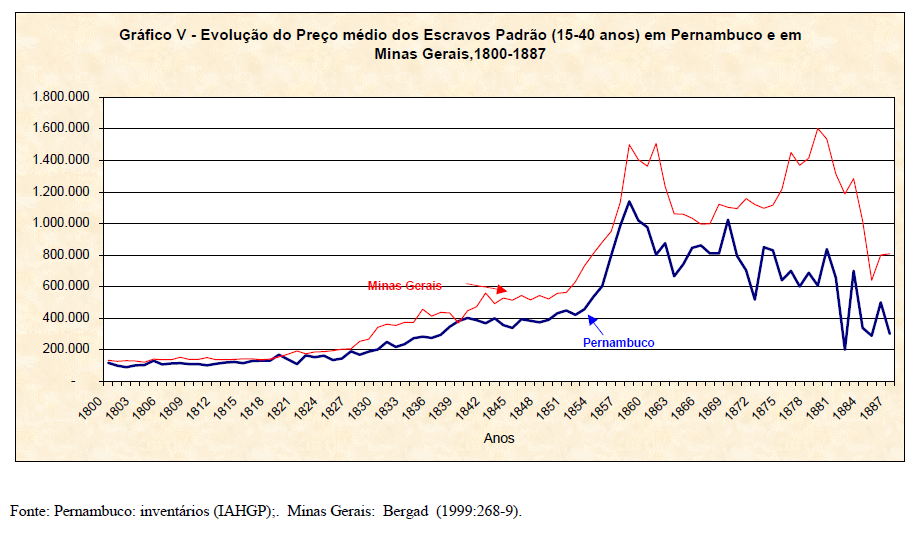 Gráfico V - Evolução do Preço médio dos Escravos Padrão (15-40 anos) em Pernambuco e em
Minas Gerais,1800-1887
1.800.000
1.600.000
1.400.000
1.200.000
1.000.000
800.000
600.000
400.000
200.000
-
Minas Gerais
Pernambuco
1800 1803 1806 1809 1812 1815 1818 1821 1824 1827 1830 1833 1836 1839 1842 1845 1848 1851 1854 1857 1860 1863 1866 1869 1872 1875 1878 1881 1884 1887
Anos
Fonte: Pernambuco: inventários (IAHGP);. Minas Gerais: Bergad (1999:268-9).